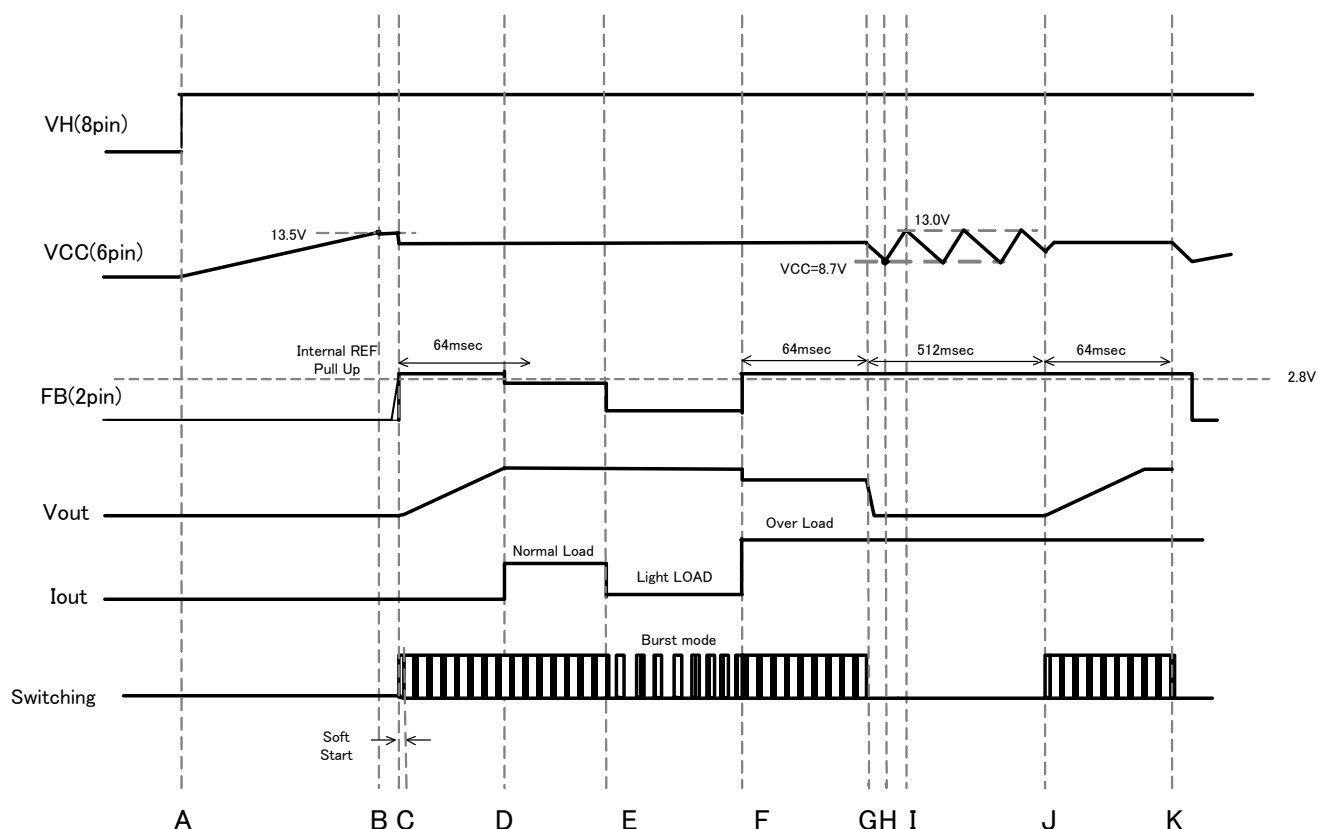 VH(8pin)
13.5V
13.0V
VCC(6pin)
VCC=8.7V
Internal REF
Pull Up
64msec
64msec
512msec
64msec
2.8V
FB(2pin)
Vout
Over Load
Normal Load
Light LOAD
Iout
Burst mode
Switching
Soft
Start
A B C D E F G H I J K